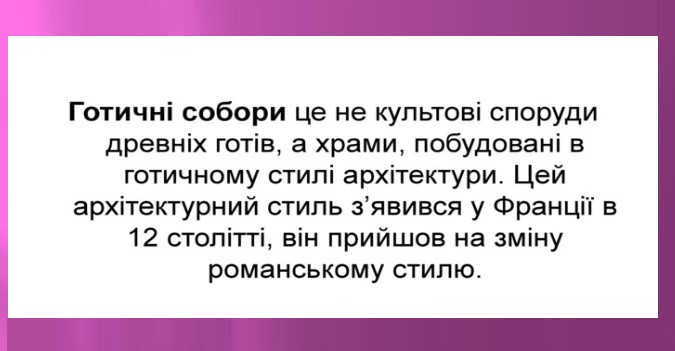 Готичні собори це не культові споруди
древніх готів, а храми, побудовані в
готичному стилі архітектури. Цей
архітектурний стиль з’явився у Франції в
12 столітті, він прийшов на зміну
романському стилю.